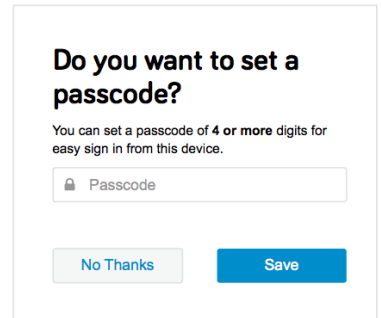 Do you want to set a
passcode?
You can set a passcode of 4 or more digits for
easy sign in from this device.
Passcode
No Thanks Save